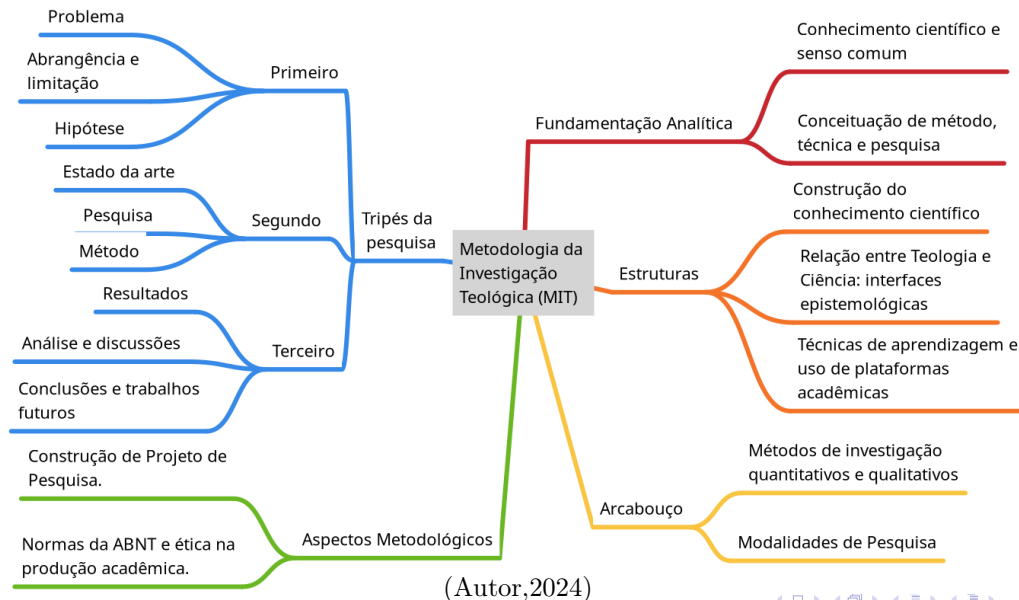 Problema
Abrangência e
limitação
Hipótese
Primeiro
Estado da arte
Pesquisa
Método
Segundo
Resultados
Análise e discussões
Conclusões e trabalhos
futuros
Terceiro
Tripés da
pesquisa
Construção de Projeto de
Pesquisa.
Normas da ABNT e ética na
produção acadêmica.
Aspectos Metodológicos
Metodologia da
Investigação
Teológica (MIT)
Fundamentação Analítica
Conhecimento científico e
senso comum
Conceituação de método,
técnica e pesquisa
Estruturas
Construção do
conhecimento científico
Relação entre Teologia e
Ciência: interfaces
epistemológicas
Técnicas de aprendizagem e
uso de plataformas
acadêmicas
Arcabouço
Métodos de investigação
quantitativos e qualitativos
Modalidades de Pesquisa
(Autor,2024)